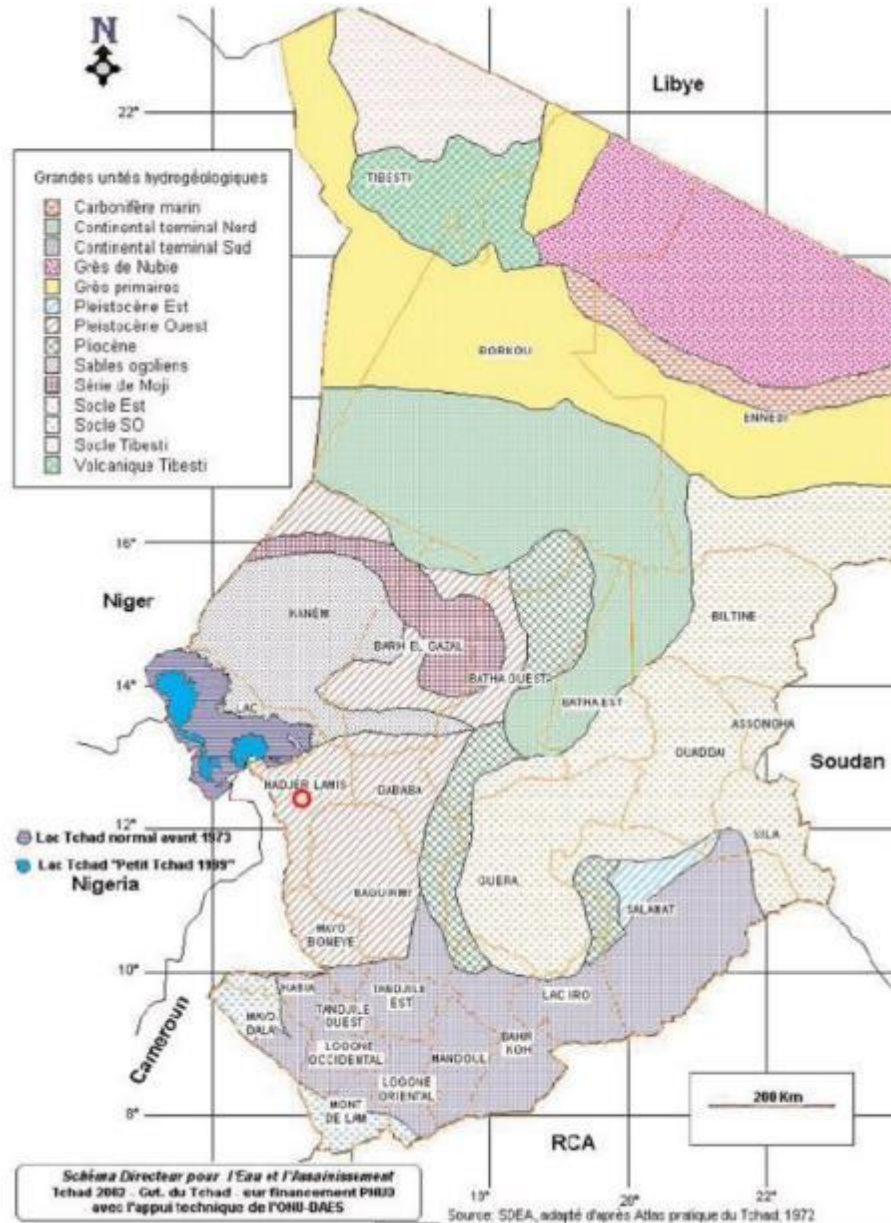 N
Libye
22°
Grandes unités hydrogéologiques
Carbonifère marin
Continental terminal Nord
Continental terminal Sud
Grès de Nubie
Grès primaires
Pleistocène Est
Pleistocène Ouest
Pliocène
Sables ogoliens
Série de Moji
Socle Est
Socle SO
Socle Tibesti
Volcanique Tibesti
TIBESTI
BORKOU
ENNEDI
16°
Niger
KANEM
BARH EL GAZAL
BILTINE
BATHA OUEST
14°
LAC
BATHA EST
ASSONGHA
OUADDAI
Soudan
HADJER LAMIS
DABABA
12°
Lac Tchad normal avant 1973
SILA
Lac Tchad "Petit Tchad 1999"
Nigeria
GUERA
BAGUIRMI
SALAMAT
MAYO
BONEYE
10°
KABIA
TANDJILE
EST
LAC IRO
MAYO
DALA
TANDJILE
OUEST
Cameroun
LOGONE
OCCIDENTAL
MANDOUL
BAHR
KOH
LOGONE
ORIENTAL
MONT
DE LAM
200 Km
8°
RCA
Schéma Directeur pour l'Eau et l'Assainissement
Tchad 2002 - Gvt. du Tchad - sur financement PNUD
avec l'appui technique de l'ONU-DAES
20°
22°
Source: SDEA, adapté d'après Atlas pratique du Tchad, 1972